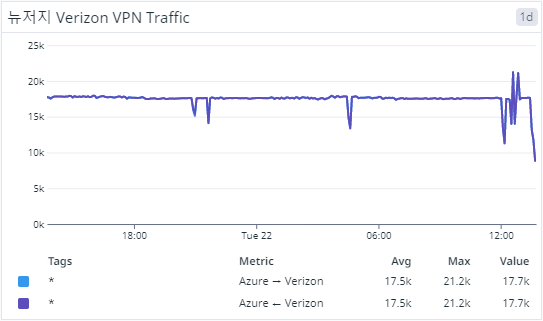 뉴저지 Verizon VPN Traffic
1d
25k
20k
15k
10k
5k
0k
18:00 Tue 22 06:00 12:00
Tags Metric Avg Max Value
* Azure → Verizon 17.5k 21.2k 17.7k
* Azure ← Verizon 17.5k 21.2k 17.7k